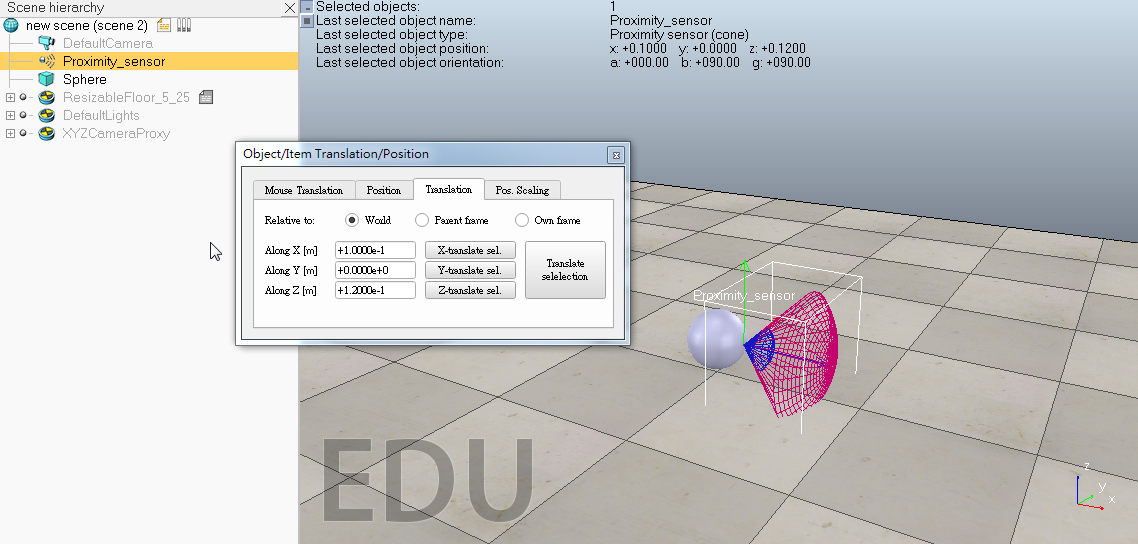 Scene hierarchy
new scene (scene 2)
DefaultCamera
Proximity_sensor
Sphere
ResizableFloor_5_25
DefaultLights
XYZCameraProxy
Selected objects: 1
Last selected object name: Proximity_sensor
Last selected object type: Proximity sensor (cone)
Last selected object position: x: +0.1000 y: +0.0000 z: +0.1200
Last selected object orientation: a: +000.00 b: +090.00 g: +090.00
Object/Item Translation/Position
Mouse Translation Position Translation Pos. Scaling
Relative to: World Parent frame Own frame
Along X [m] +1.0000e-1 X-translate sel.
Along Y [m] +0.0000e+0 Y-translate sel.
Along Z [m] +1.2000e-1 Z-translate sel.
Translate
selelection
Proximity_sensor
EDU
z
y
x